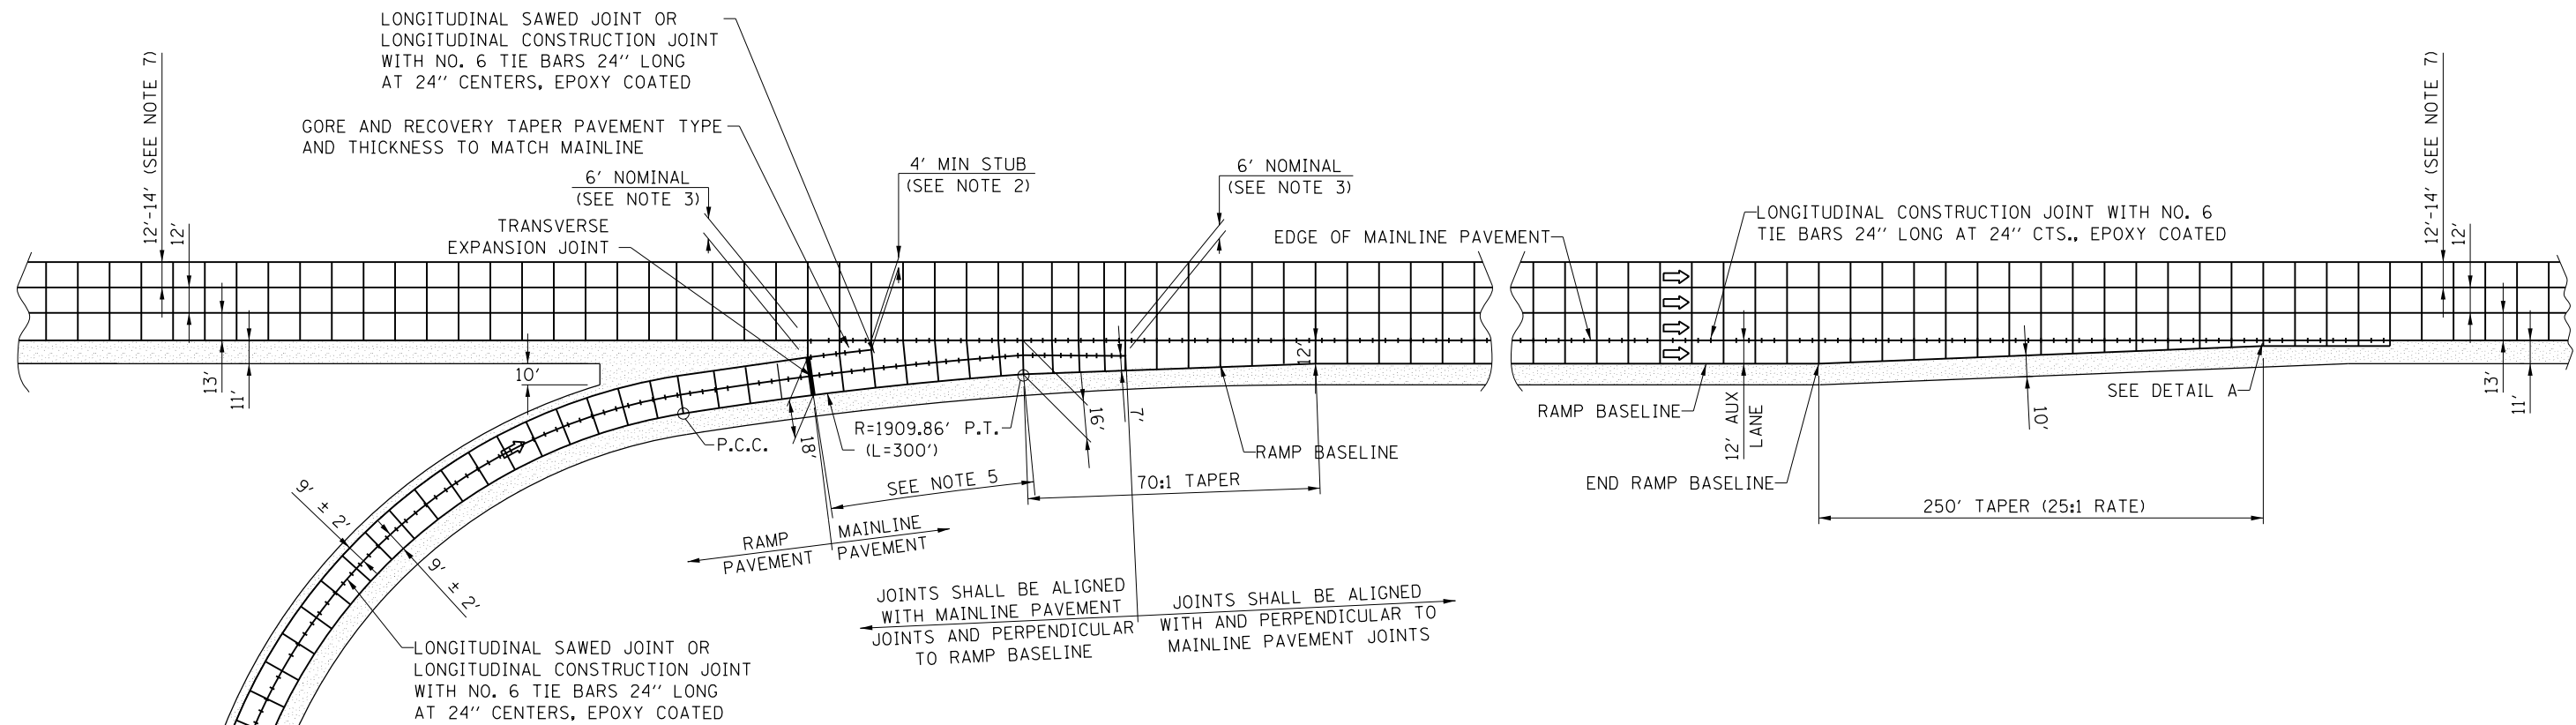 LONGITUDINAL SAWED JOINT OR
LONGITUDINAL CONSTRUCTION JOINT
WITH NO. 6 TIE BARS 24" LONG
AT 24" CENTERS, EPOXY COATED
GORE AND RECOVERY TAPER PAVEMENT TYPE
AND THICKNESS TO MATCH MAINLINE
12'-14' (SEE NOTE 7)
12'
6' NOMINAL
(SEE NOTE 3)
TRANSVERSE
EXPANSION JOINT
4' MIN STUB
(SEE NOTE 2)
6' NOMINAL
(SEE NOTE 3)
EDGE OF MAINLINE PAVEMENT
LONGITUDINAL CONSTRUCTION JOINT WITH NO. 6
TIE BARS 24" LONG AT 24" CTS., EPOXY COATED
12'-14' (SEE NOTE 7)
12'
13'
11'
10'
P.C.C.
18'
R=1909.86' P.T.
(L=300')
16'
7'
12'
RAMP BASELINE
SEE NOTE 5
70:1 TAPER
RAMP BASELINE
12' AUX
LANE
END RAMP BASELINE
10'
SEE DETAIL A
13'
11'
250' TAPER (25:1 RATE)
9' ± 2'
9' ± 2'
RAMP
PAVEMENT
MAINLINE
PAVEMENT
JOINTS SHALL BE ALIGNED
WITH MAINLINE PAVEMENT
JOINTS AND PERPENDICULAR
TO RAMP BASELINE
JOINTS SHALL BE ALIGNED
WITH AND PERPENDICULAR TO
MAINLINE PAVEMENT JOINTS
LONGITUDINAL SAWED JOINT OR
LONGITUDINAL CONSTRUCTION JOINT
WITH NO. 6 TIE BARS 24" LONG
AT 24" CENTERS, EPOXY COATED